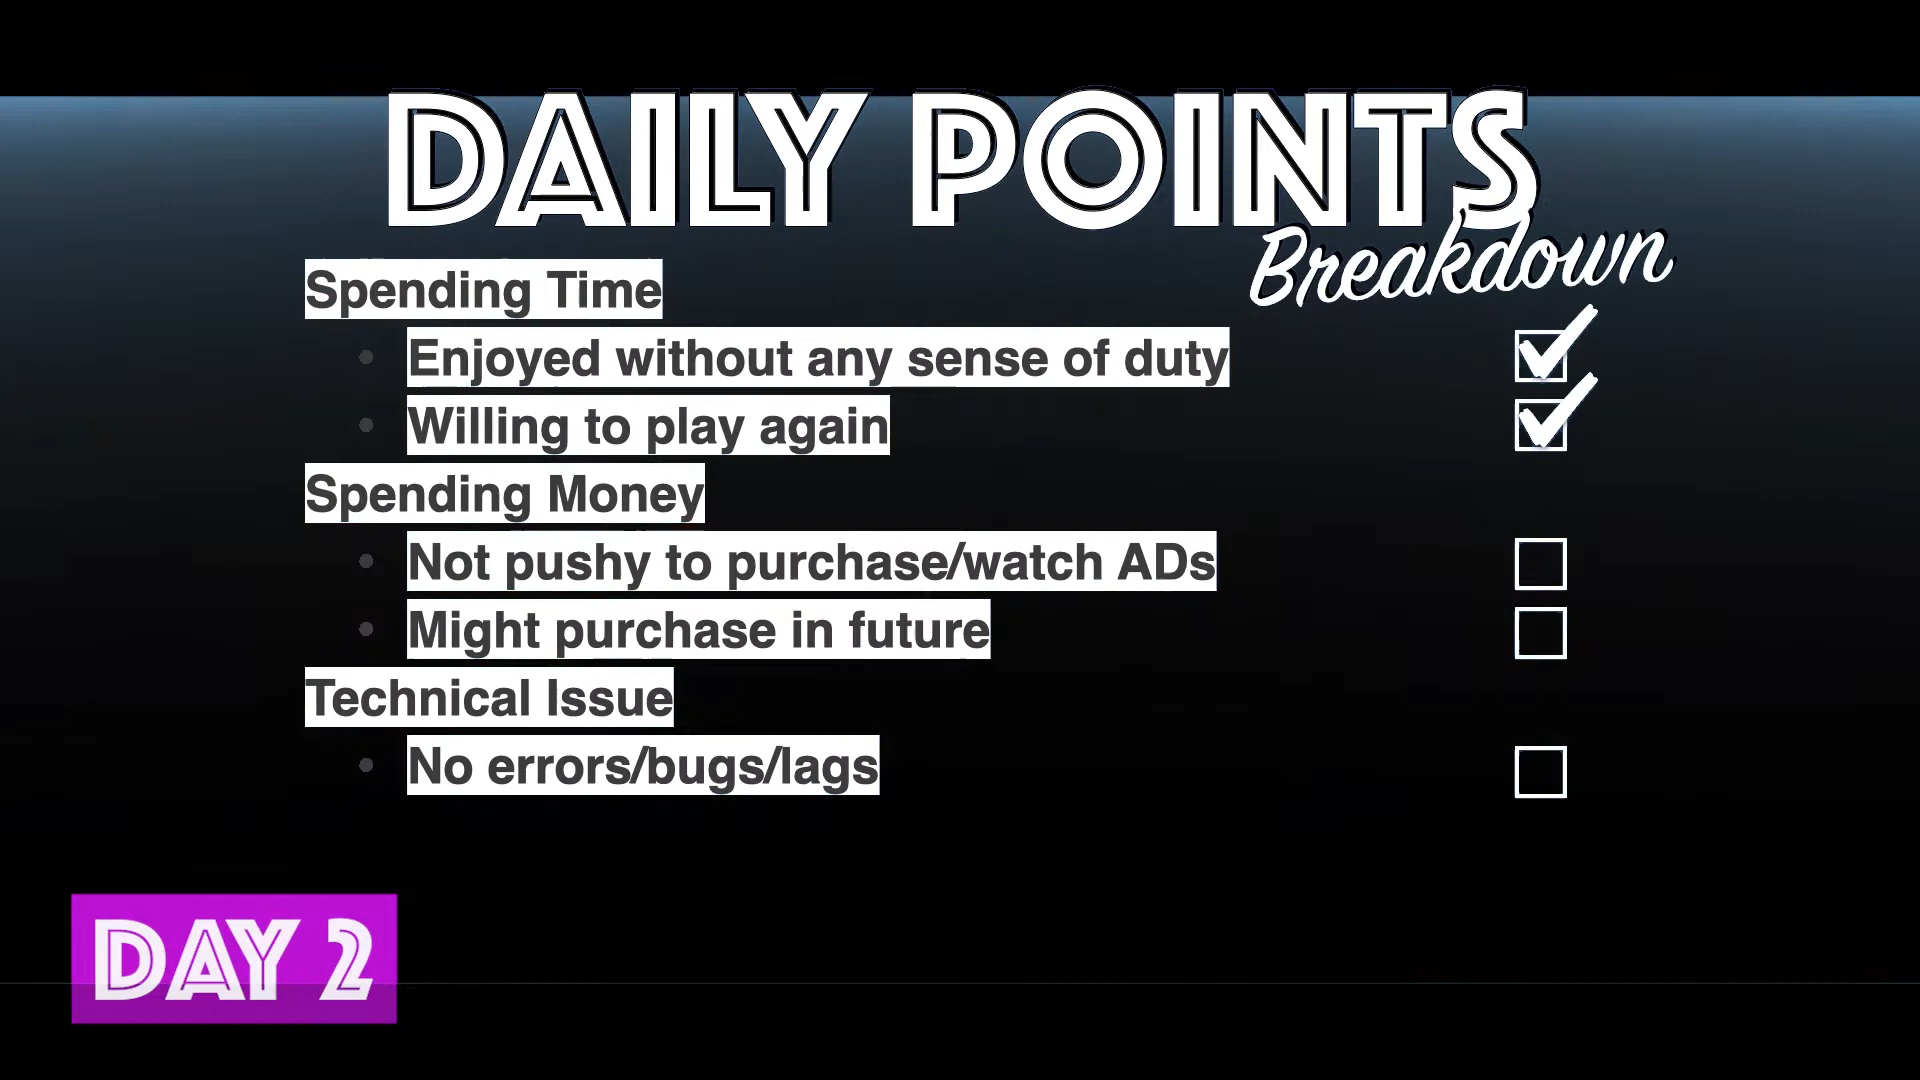 DAILY POINTS
Breakdown
Spending Time
• Enjoyed without any sense of duty
• Willing to play again
Spending Money
• Not pushy to purchase/watch ADs
• Might purchase in future
Technical Issue
• No errors/bugs/lags
DAY 2